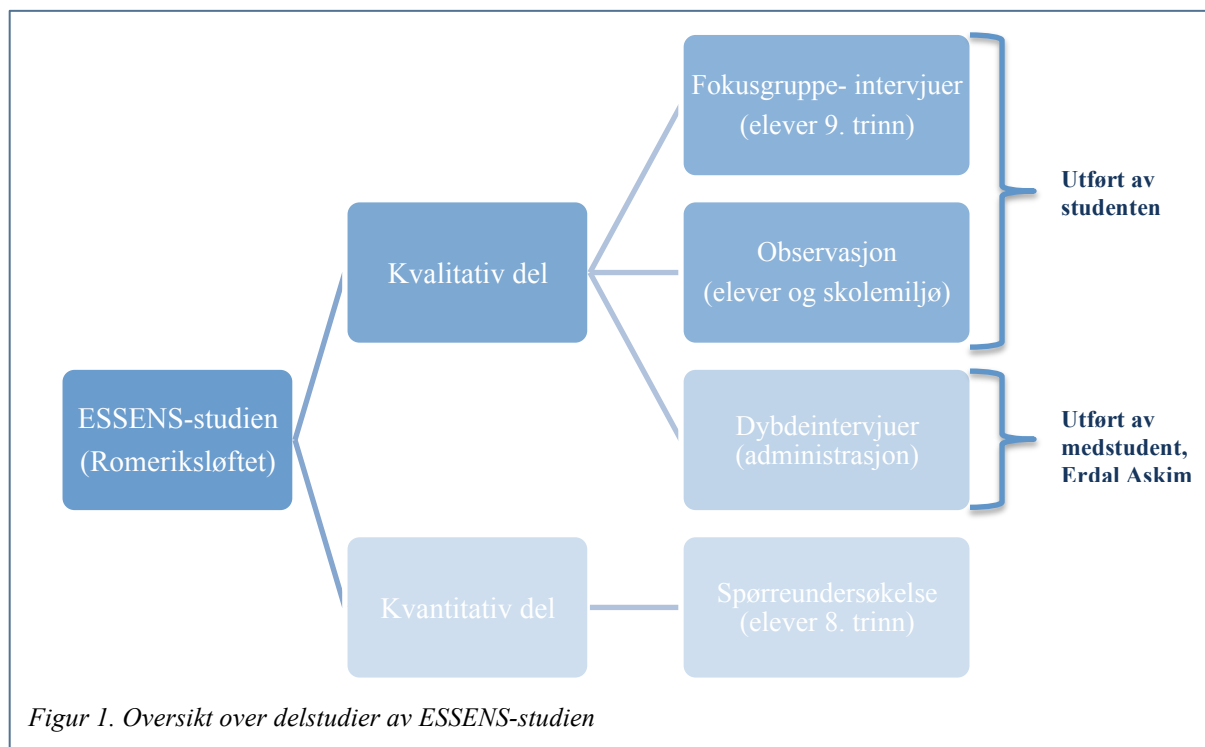 Fokusgruppe- intervjuer
(elever 9. trinn)
Utført av
studenten
Observasjon
(elever og skolemiljø)
Kvalitativ del
ESSENS-studien
(Romeriksløftet)
Dybdeintervjuer
(administrasjon)
Utført av
medstudent,
Erdal Askim
Kvantitativ del
Spørreundersøkelse
(elever 8. trinn)
Figur 1. Oversikt over delstudier av ESSENS-studien